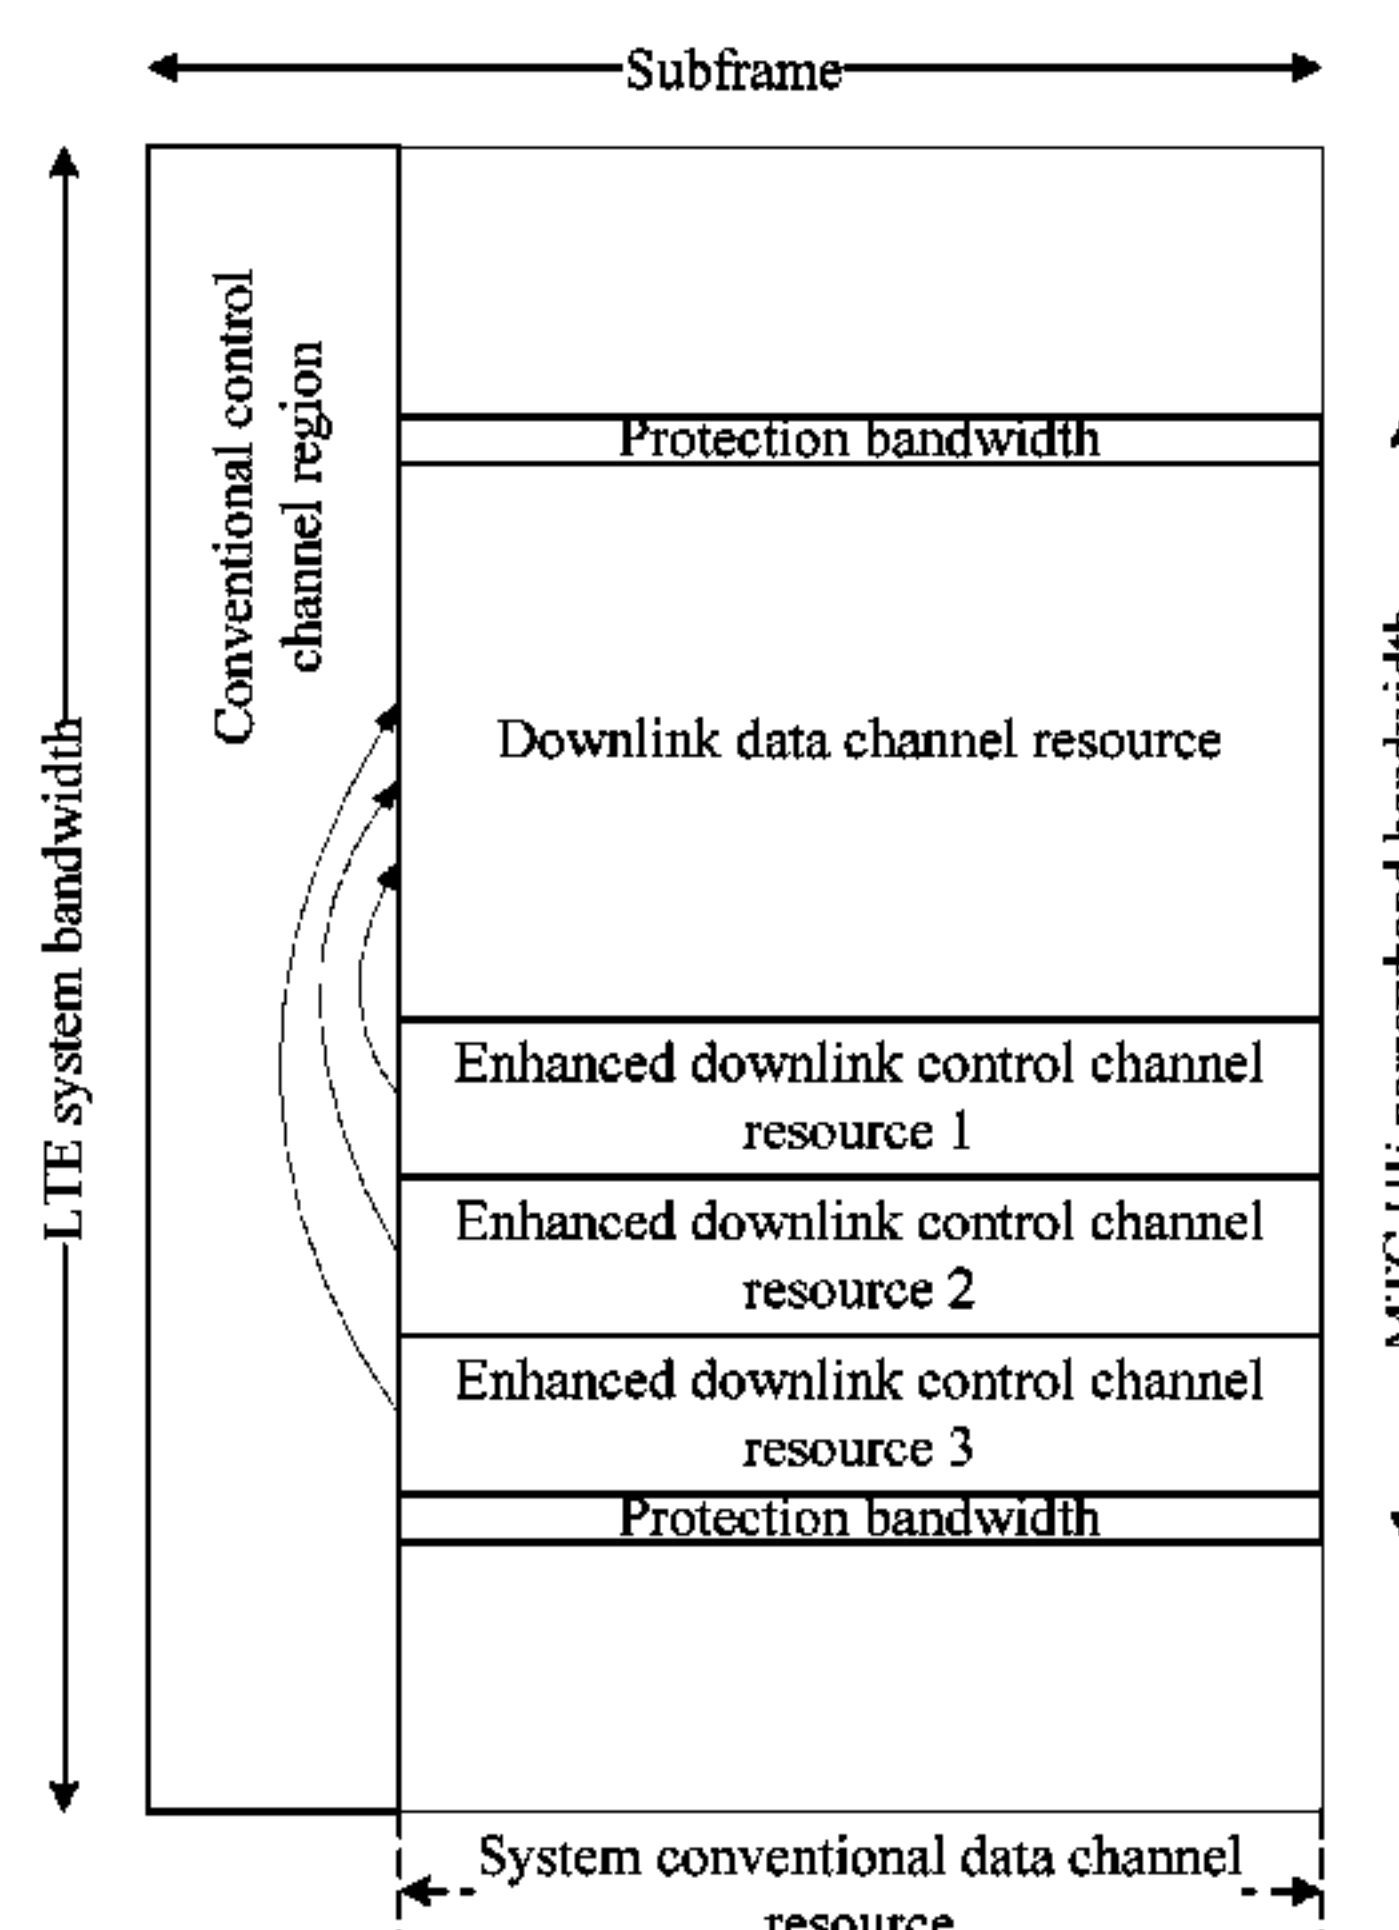 Subframe
LTE system bandwidth
Conventional control
channel region
Protection bandwidth
Downlink data channel resource
Enhanced downlink control channel
resource 1
Enhanced downlink control channel
resource 2
Enhanced downlink control channel
resource 3
Protection bandwidth
System conventional data channel
resource